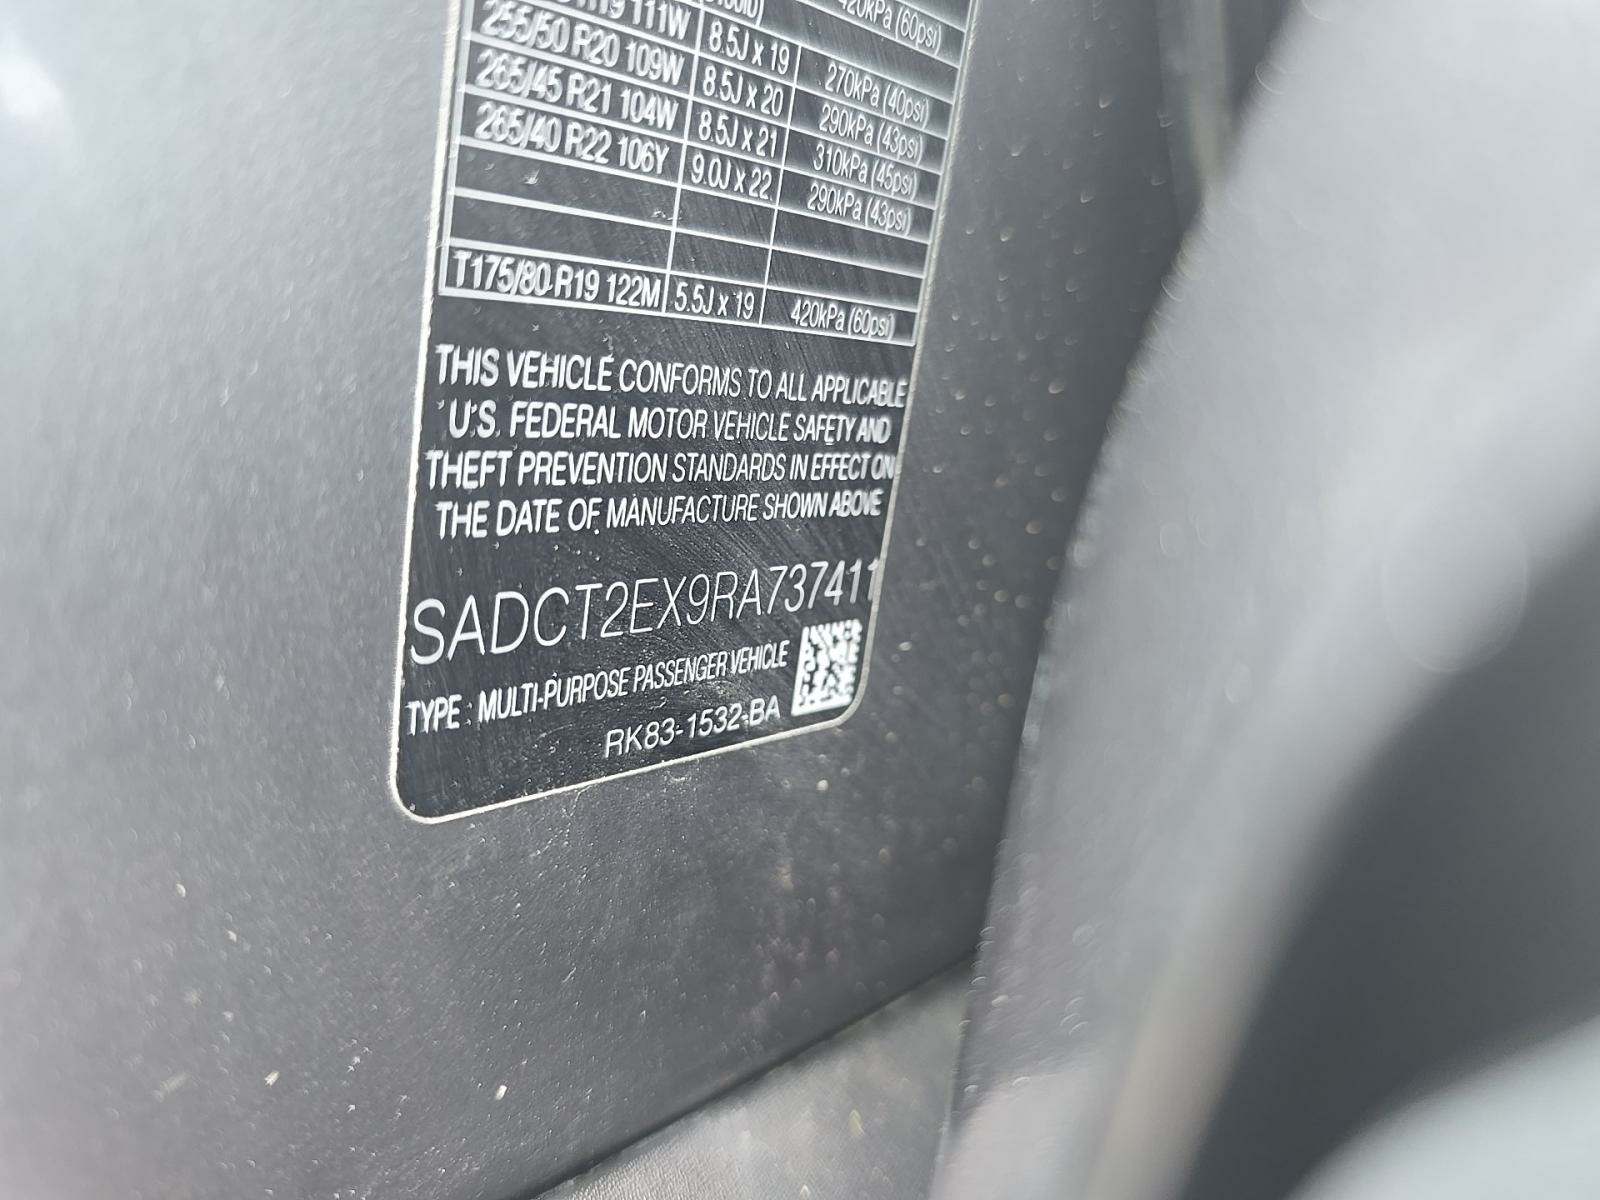 R19 111W 8.5J x 19 270kPa (40psi)
420kPa (60psi)
255/50 R20 109W 8.5J x 20 290kPa (43psi)
265/45 R21 104W 8.5J x 21 310kPa (45psi)
265/40 R22 106Y 9.0J x 22 290kPa (43psi)
T175/80 R19 122M 5.5J x 19 420kPa (60psi)
THIS VEHICLE CONFORMS TO ALL APPLICABLE
U.S. FEDERAL MOTOR VEHICLE SAFETY AND
THEFT PREVENTION STANDARDS IN EFFECT ON
THE DATE OF MANUFACTURE SHOWN ABOVE
SADCT2EX9RA737411
TYPE : MULTI-PURPOSE PASSENGER VEHICLE
RK83-1532-BA